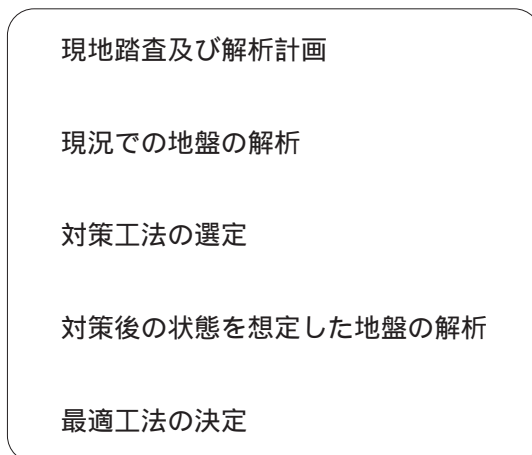 現地踏査及び解析計画
現況での地盤の解析
対策工法の選定
対策後の状態を想定した地盤の解析
最適工法の決定